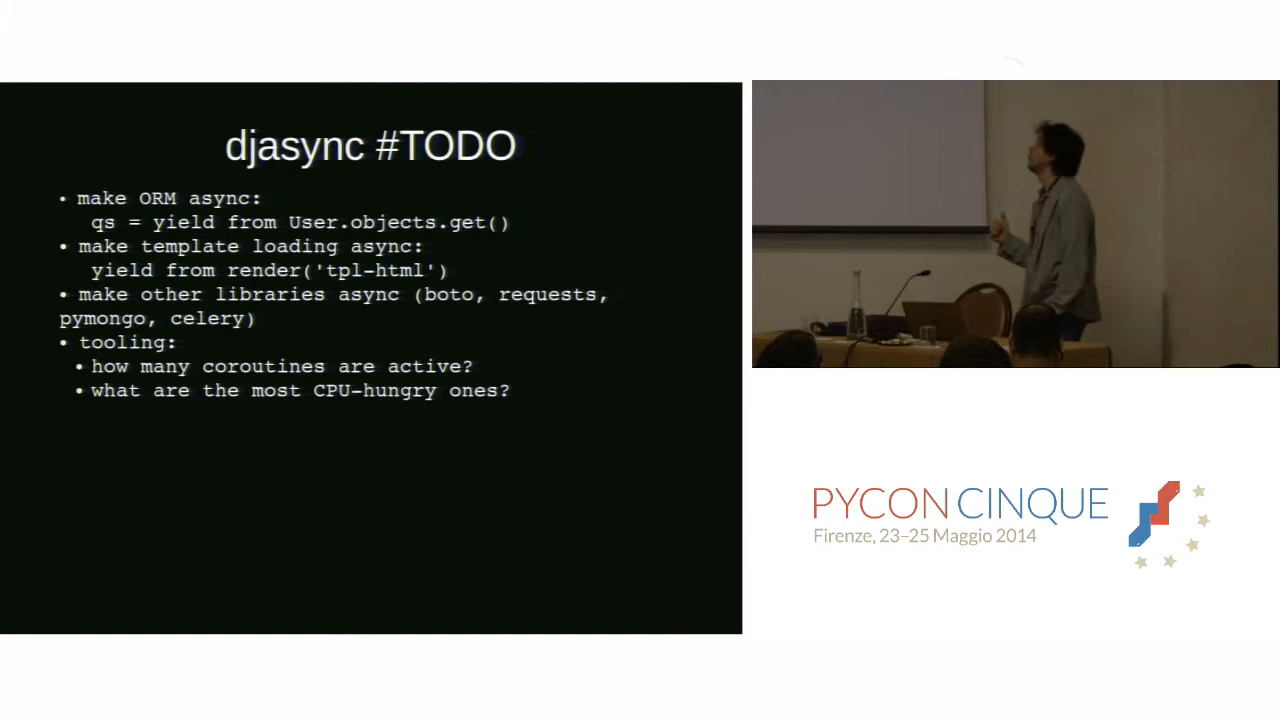 djasync #TODO
• make ORM async:
qs = yield from User.objects.get()
• make template loading async:
yield from render('tpl-html')
• make other libraries async (boto, requests,
pymongo, celery)
• tooling:
• how many coroutines are active?
• what are the most CPU-hungry ones?
PYCON CINQUE
Firenze, 23–25 Maggio 2014